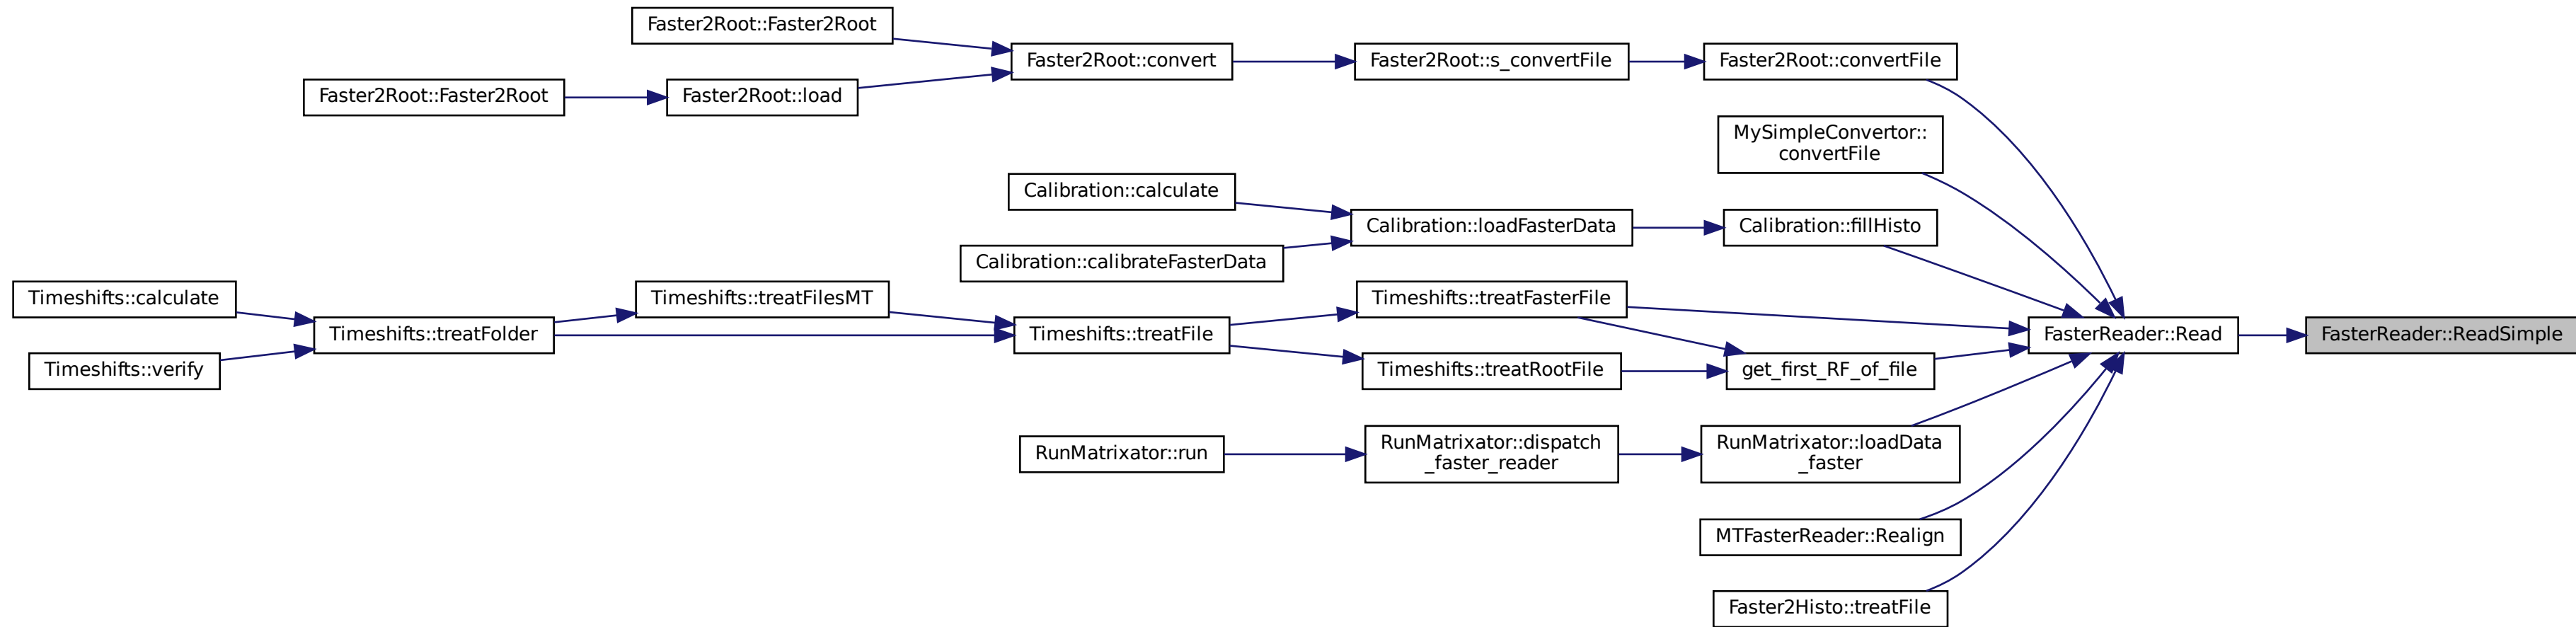 Faster2Root::Faster2Root
Faster2Root::convert
Faster2Root::s_convertFile
Faster2Root::convertFile
Faster2Root::Faster2Root
Faster2Root::load
MySimpleConvertor::
convertFile
Calibration::calculate
Calibration::loadFasterData
Calibration::fillHisto
Calibration::calibrateFasterData
Timeshifts::calculate
Timeshifts::treatFilesMT
Timeshifts::treatFasterFile
Timeshifts::treatFolder
Timeshifts::treatFile
FasterReader::Read
FasterReader::ReadSimple
Timeshifts::verify
Timeshifts::treatRootFile
get_first_RF_of_file
RunMatrixator::run
RunMatrixator::dispatch
_faster_reader
RunMatrixator::loadData
_faster
MTFasterReader::Realign
Faster2Histo::treatFile